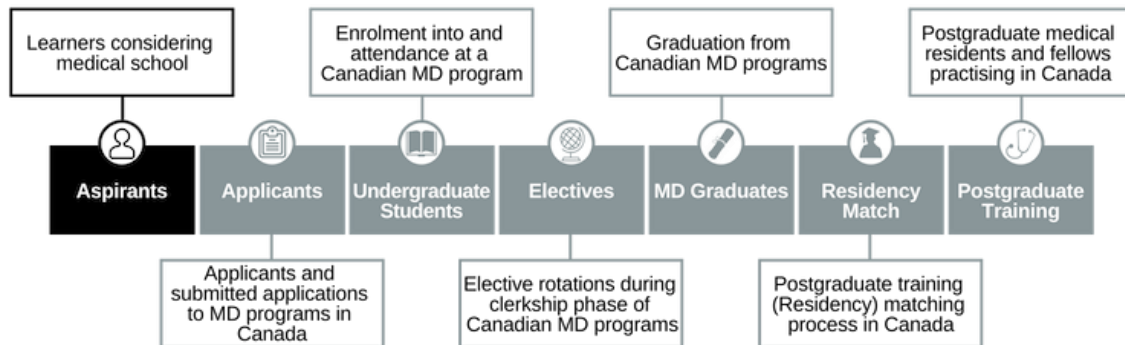 Learners considering
medical school
Enrolment into and
attendance at a
Canadian MD program
Graduation from
Canadian MD programs
Postgraduate medical
residents and fellows
practising in Canada
Aspirants
Applicants
Undergraduate
Students
Electives
MD Graduates
Residency
Match
Postgraduate
Training
Applicants and
submitted applications
to MD programs in
Canada
Elective rotations during
clerkship phase of
Canadian MD programs
Postgraduate training
(Residency) matching
process in Canada